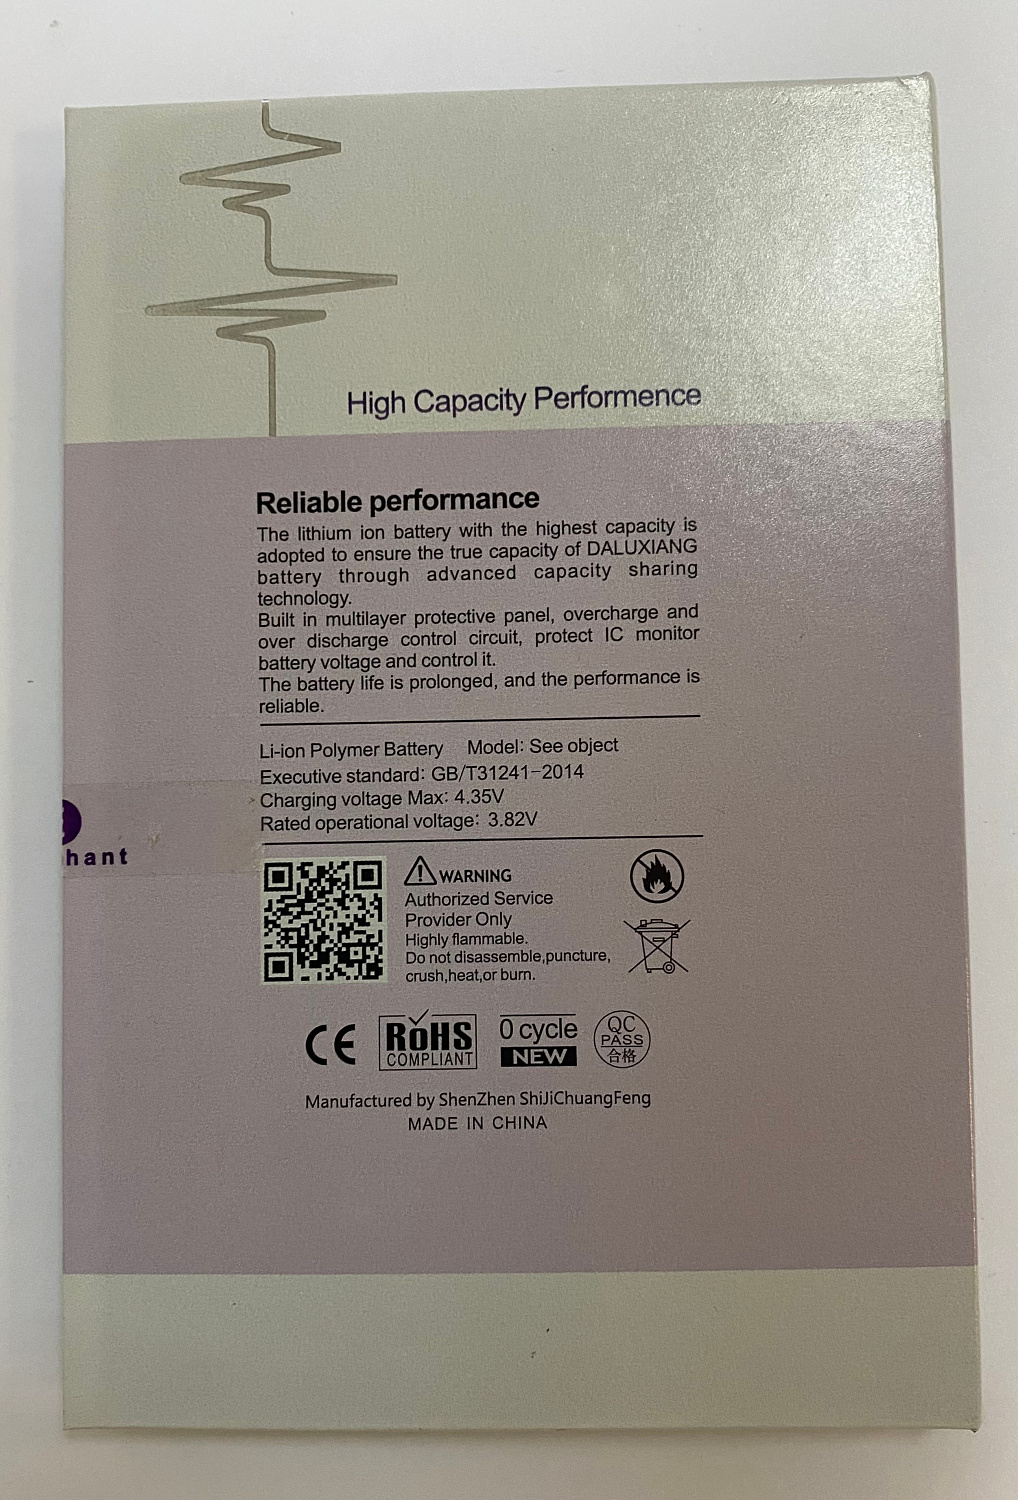 High Capacity Performence
Reliable performance
The lithium ion battery with the highest capacity is
adopted to ensure the true capacity of DALUXIANG
battery through advanced capacity sharing
technology.
Built in multilayer protective panel, overcharge and
over discharge control circuit, protect IC monitor
battery voltage and control it.
The battery life is prolonged, and the performance is
reliable.
Li-ion Polymer Battery Model: See object
Executive standard: GB/T31241-2014
Charging voltage Max: 4.35V
Rated operational voltage: 3.82V
hant
WARNING
Authorized Service
Provider Only
Highly flammable.
Do not disassemble,puncture,
crush,heat,or burn.
CE
RoHS
COMPLIANT
0 cycle
NEW
QC
PASS
合格
Manufactured by ShenZhen ShiJiChuangFeng
MADE IN CHINA